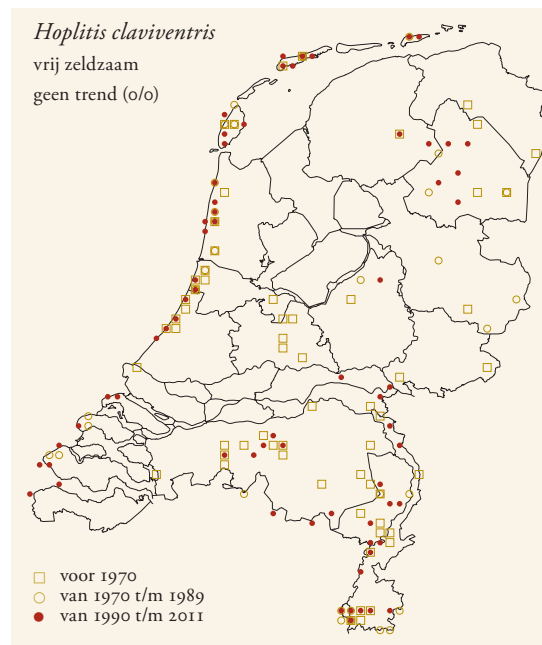 Hoplitis claviventris
vrij zeldzaam
geen trend (0/0)
voor 1970
van 1970 t/m 1989
van 1990 t/m 2011